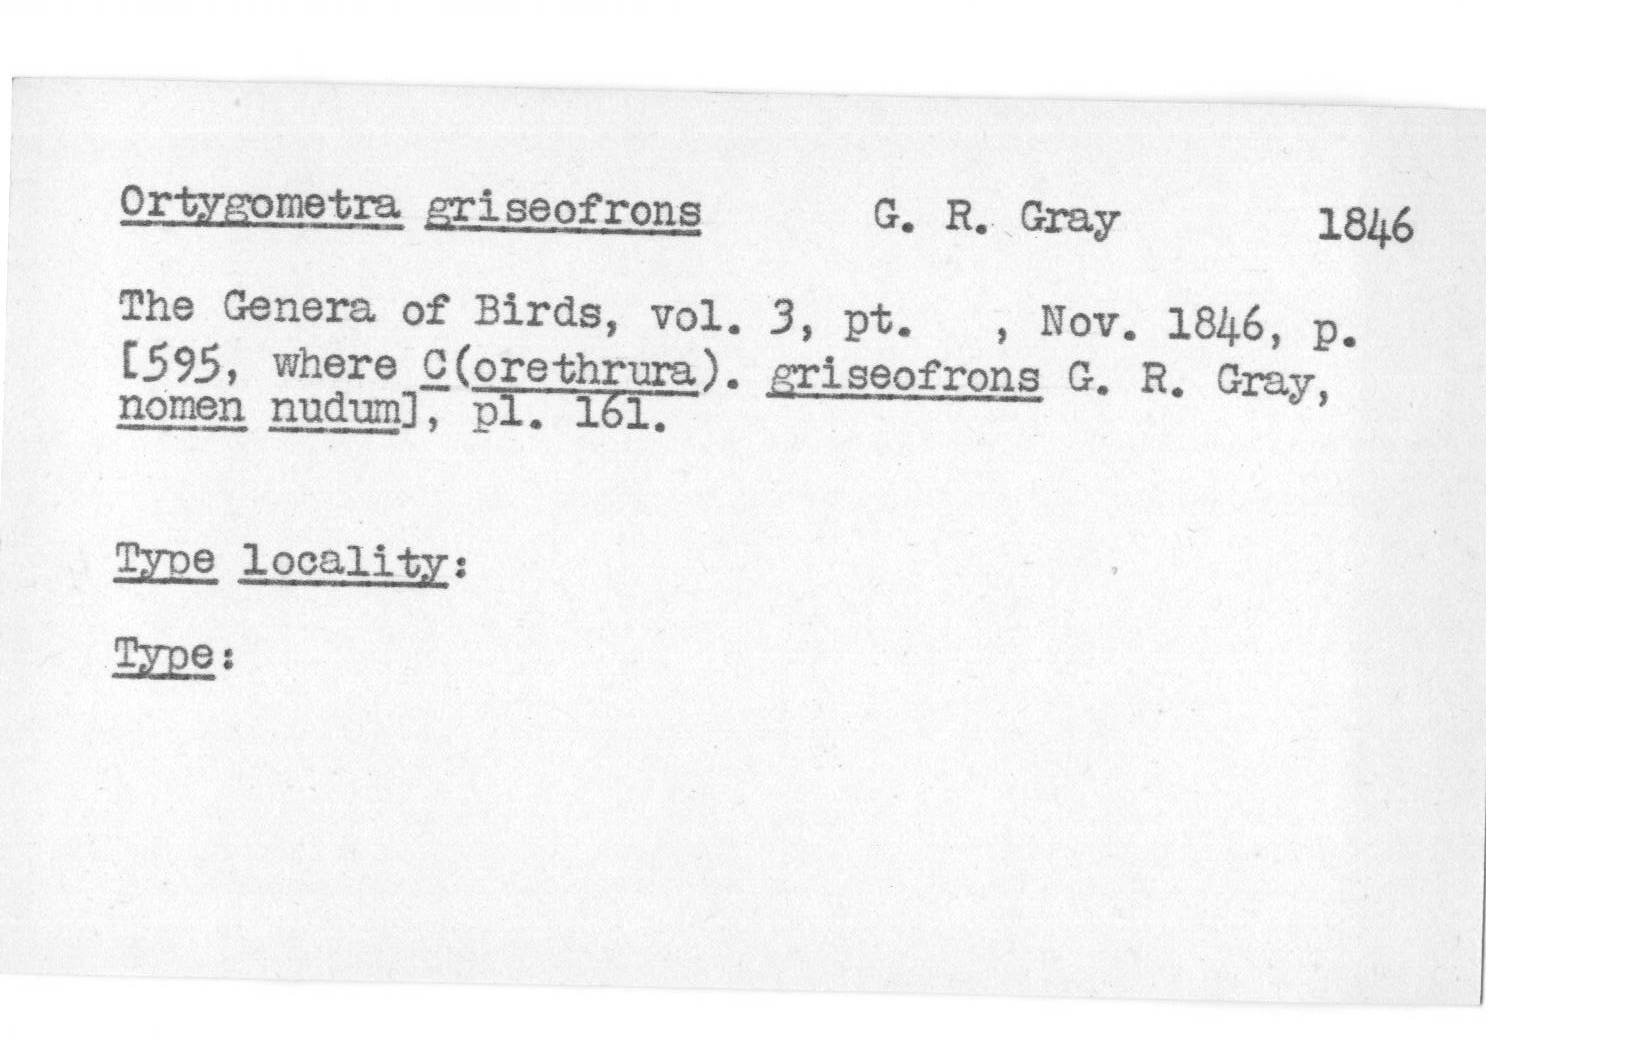 Ortygometra griseofrons G. R. Gray 1846
The Genera of Birds, vol. 3, pt.   , Nov. 1846, p.
[595, where C(orethrura). griseofrons G. R. Gray,
nomen nudum], pl. 161.
Type locality:
Type: